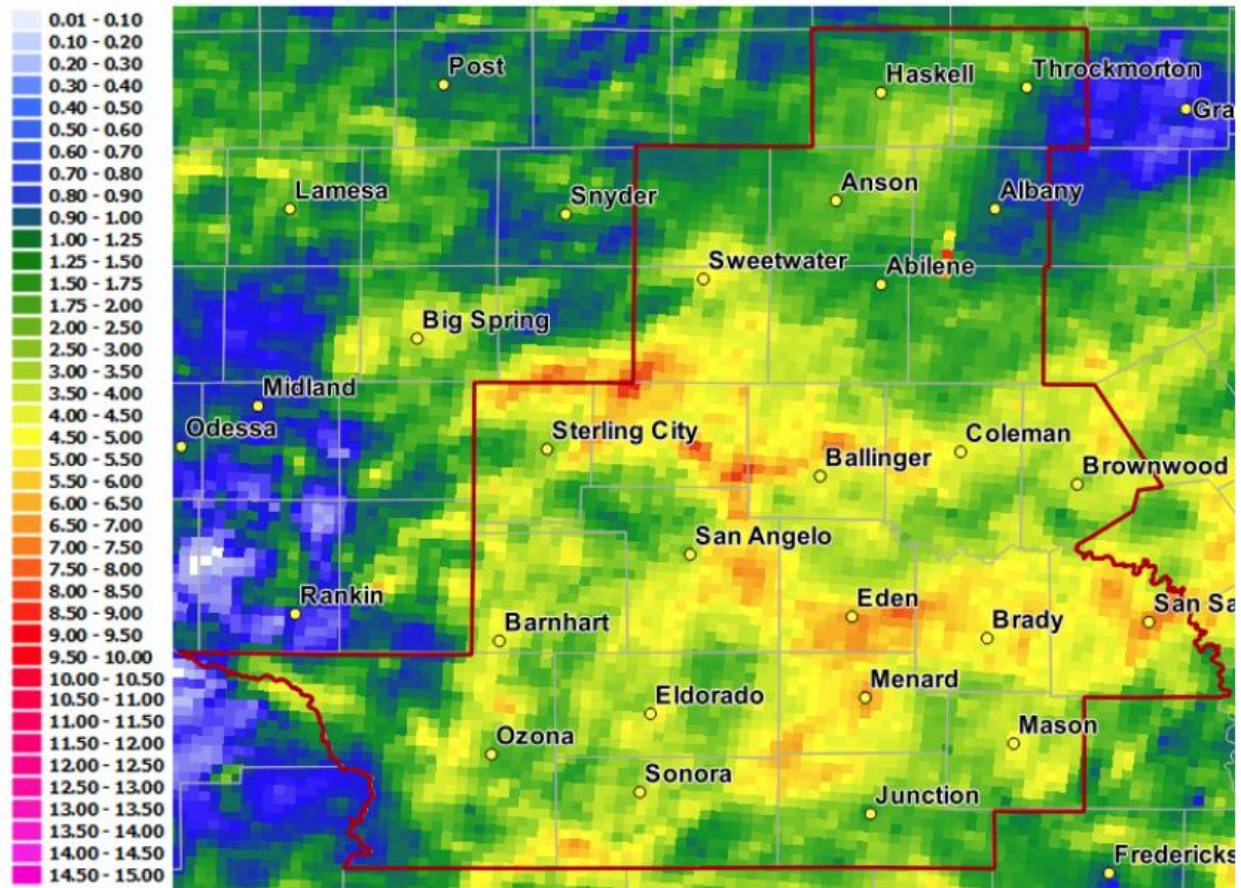 0.01 - 0.10
0.10 - 0.20
0.20 - 0.30
0.30 - 0.40
0.40 - 0.50
0.50 - 0.60
0.60 - 0.70
0.70 - 0.80
0.80 - 0.90
0.90 - 1.00
1.00 - 1.25
1.25 - 1.50
1.50 - 1.75
1.75 - 2.00
2.00 - 2.50
2.50 - 3.00
3.00 - 3.50
3.50 - 4.00
4.00 - 4.50
4.50 - 5.00
5.00 - 5.50
5.50 - 6.00
6.00 - 6.50
6.50 - 7.00
7.00 - 7.50
7.50 - 8.00
8.00 - 8.50
8.50 - 9.00
9.00 - 9.50
9.50 - 10.00
10.00 - 10.50
10.50 - 11.00
11.00 - 11.50
11.50 - 12.00
12.00 - 12.50
12.50 - 13.00
13.00 - 13.50
13.50 - 14.00
14.00 - 14.50
14.50 - 15.00
Post
Haskell
Throckmorton
Gra
Lamesa
Snyder
Anson
Albany
Sweetwater
Abilene
Big Spring
Midland
Odessa
Sterling City
Coleman
Ballinger
Brownwood
San Angelo
Rankin
Barnhart
Eden
Brady
San Sa
Eldorado
Menard
Ozona
Mason
Sonora
Junction
Fredericks